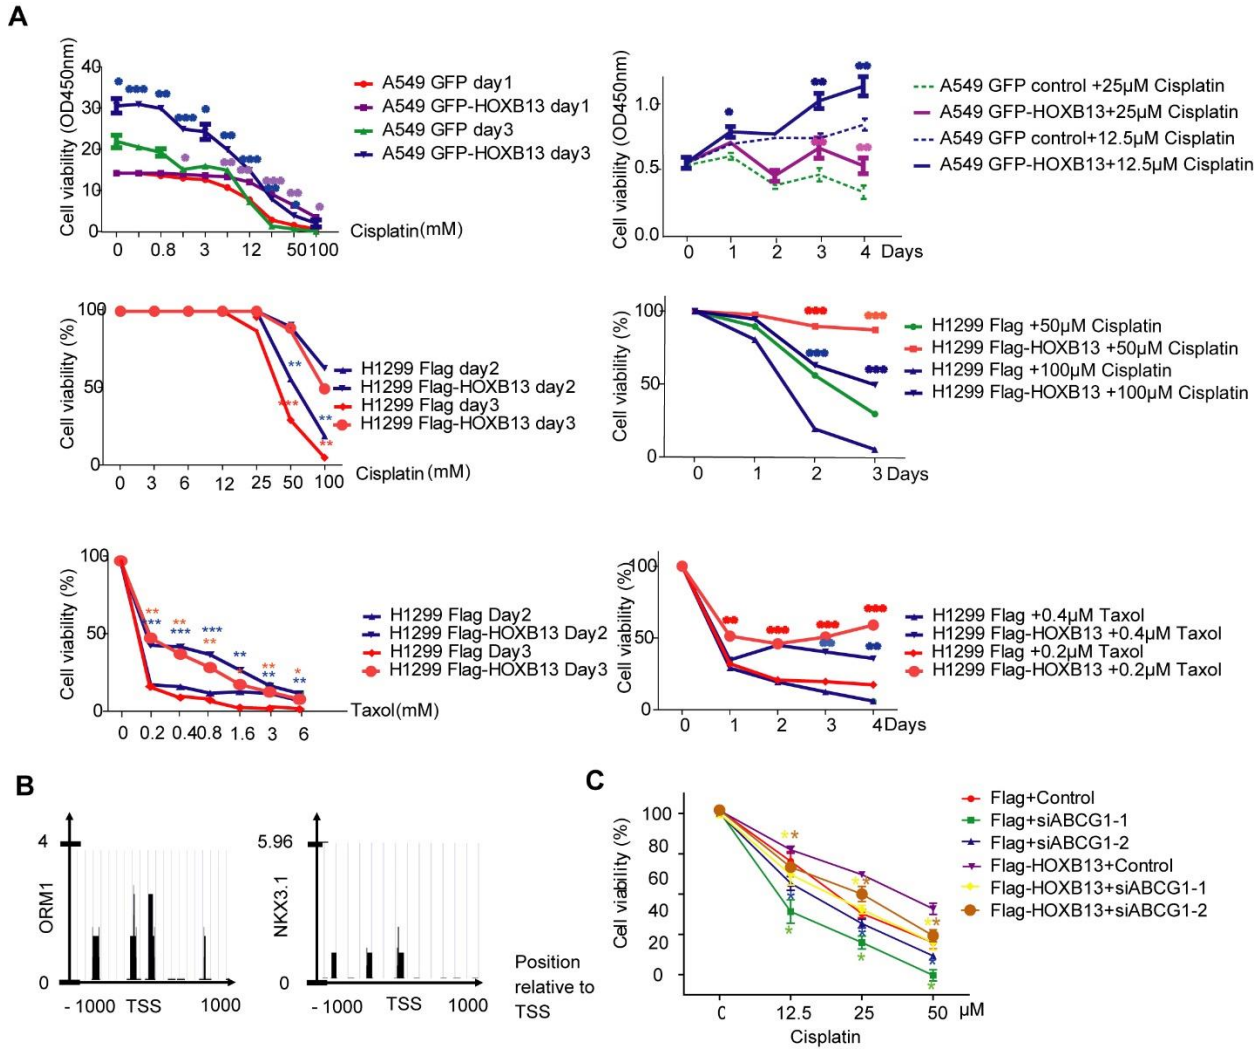 A
Cell viability (OD450nm)
40
30
20
10
0
0 0.8 3 12 50 100
Cisplatin(mM)
A549 GFP day1
A549 GFP-HOXB13 day1
A549 GFP day3
A549 GFP-HOXB13 day3
Cell viability (OD450nm)
1.0
0.5
0.0
0 1 2 3 4 Days
A549 GFP control +25µM Cisplatin
A549 GFP-HOXB13+25µM Cisplatin
A549 GFP control+12.5µM Cisplatin
A549 GFP-HOXB13+12.5µM Cisplatin
Cell viability (%)
100
50
0
0 3 6 12 25 50 100
Cisplatin(mM)
** *** ** **
H1299 Flag day2
H1299 Flag-HOXB13 day2
H1299 Flag day3
H1299 Flag-HOXB13 day3
Cell viability (%)
100
50
0
0 1 2 3 Days
H1299 Flag +50µM Cisplatin
H1299 Flag-HOXB13 +50µM Cisplatin
H1299 Flag +100µM Cisplatin
H1299 Flag-HOXB13 +100µM Cisplatin
Cell viability (%)
100
50
0
0 0.2 0.4 0.8 1.6 3 6
Taxol(mM)
** ** *** ** *
*** *** ** ** ** **
H1299 Flag Day2
H1299 Flag-HOXB13 Day2
H1299 Flag Day3
H1299 Flag-HOXB13 Day3
Cell viability (%)
100
50
0
0 1 2 3 4 Days
H1299 Flag +0.4µM Taxol
H1299 Flag-HOXB13 +0.4µM Taxol
H1299 Flag +0.2µM Taxol
H1299 Flag-HOXB13 +0.2µM Taxol
B
ORM1
4
0
- 1000 TSS 1000
NKX3.1
5.96
0
- 1000 TSS 1000
Position
relative to
TSS
C
Cell viability (%)
100
80
60
40
20
0
0 12.5 25 50 µM
Cisplatin
Flag+Control
Flag+siABCG1-1
Flag+siABCG1-2
Flag-HOXB13+Control
Flag-HOXB13+siABCG1-1
Flag-HOXB13+siABCG1-2